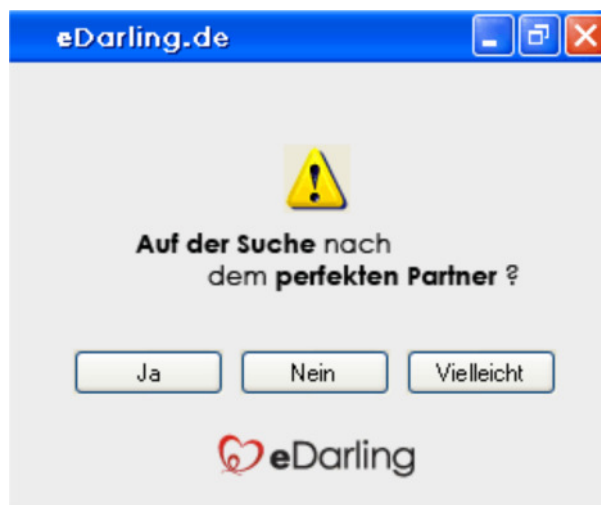 eDarling.de
Auf der Suche nach
dem perfekten Partner ?
Ja Nein Vielleicht
eDarling